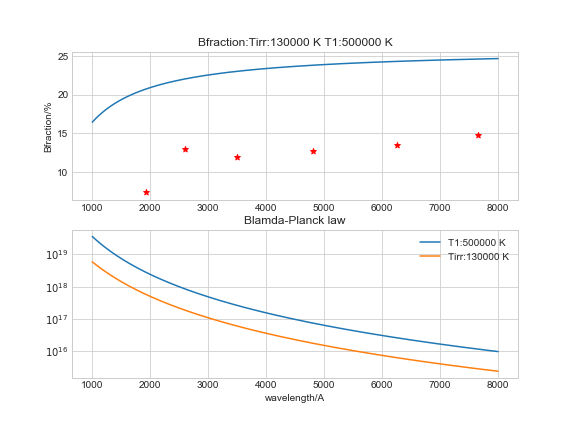 Bfraction:Tirr:130000 K T1:500000 K
Bfraction/%
25
20
15
10
1000 2000 3000 4000 5000 6000 7000 8000
Blamda-Planck law
10^19
10^18
10^17
10^16
T1:500000 K
Tirr:130000 K
1000 2000 3000 4000 5000 6000 7000 8000
wavelength/A